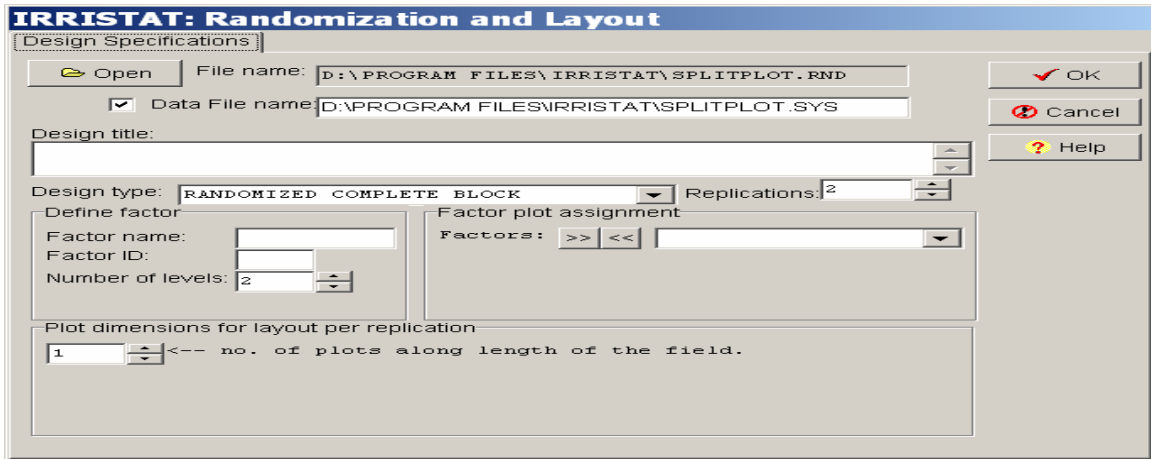 IRRISTAT: Randomization and Layout
Design Specifications
Open File name: D:\PROGRAM FILES\IRRISTAT\SPLITPLOT.RND OK
Data File name: D:\PROGRAM FILES\IRRISTAT\SPLITPLOT.SYS Cancel
Design title: Help
Design type: RANDOMIZED COMPLETE BLOCK Replications: 2
Define factor Factor plot assignment
Factor name: Factors: >> <<
Factor ID:
Number of levels: 2
Plot dimensions for layout per replication
1 <-- no. of plots along length of the field.